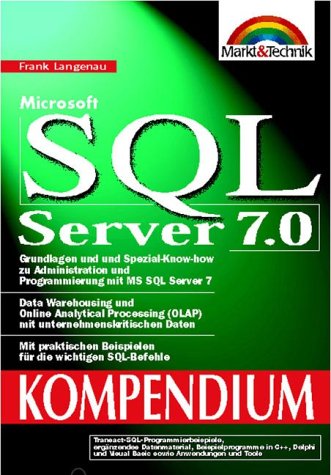 Markt&Technik
Frank Langenau
Microsoft
SQL
Server 7.0
Grundlagen und und Spezial-Know-how
zu Administration und
Programmierung mit MS SQL Server 7
Data Warehousing und
Online Analytical Processing (OLAP)
mit unternehmenskritischen Daten
Mit praktischen Beispielen
für die wichtigen SQL-Befehle
KOMPENDIUM
Transact-SQL-Programmierbeispiele,
ergänzendes Datenmaterial, Beispielprogramme in C++, Delphi
und Visual Basic sowie Anwendungen und Tools